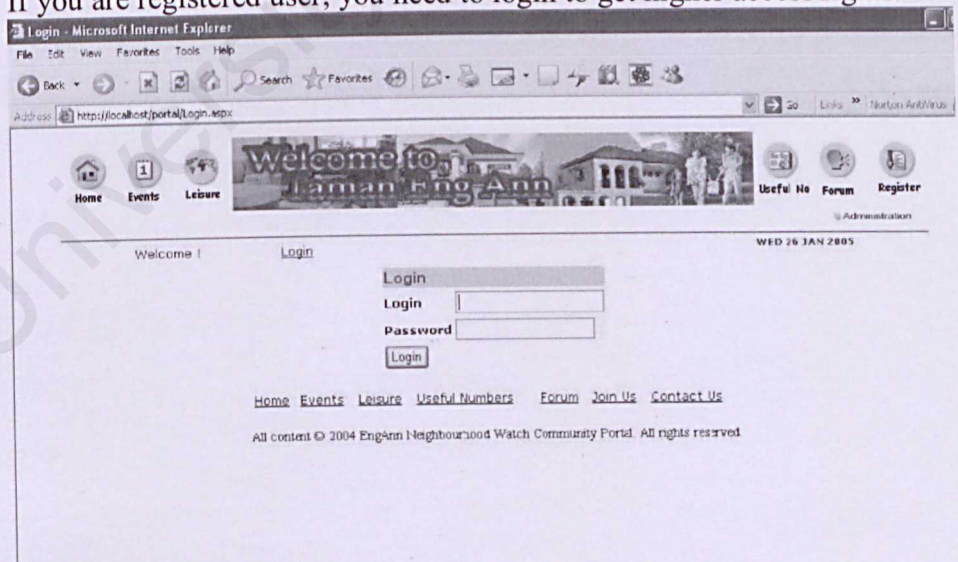 If you are registered user, you need to login to get higher access
Login - Microsoft Internet Explorer
File Edit View Favorites Tools Help
Back Search Favorites
Address http://localhost/portal/Login.aspx Go Links » Norton AntiVirus
Welcome to
Taman Eng Ann
Home Events Leisure Useful No Forum Register
Administration
WED 26 JAN 2005
Welcome ! Login
Login
Login
Password
Login
Home Events Leisure Useful Numbers Forum Join Us Contact Us
All content © 2004 EngAnn Neighbourhood Watch Community Portal. All rights reserved